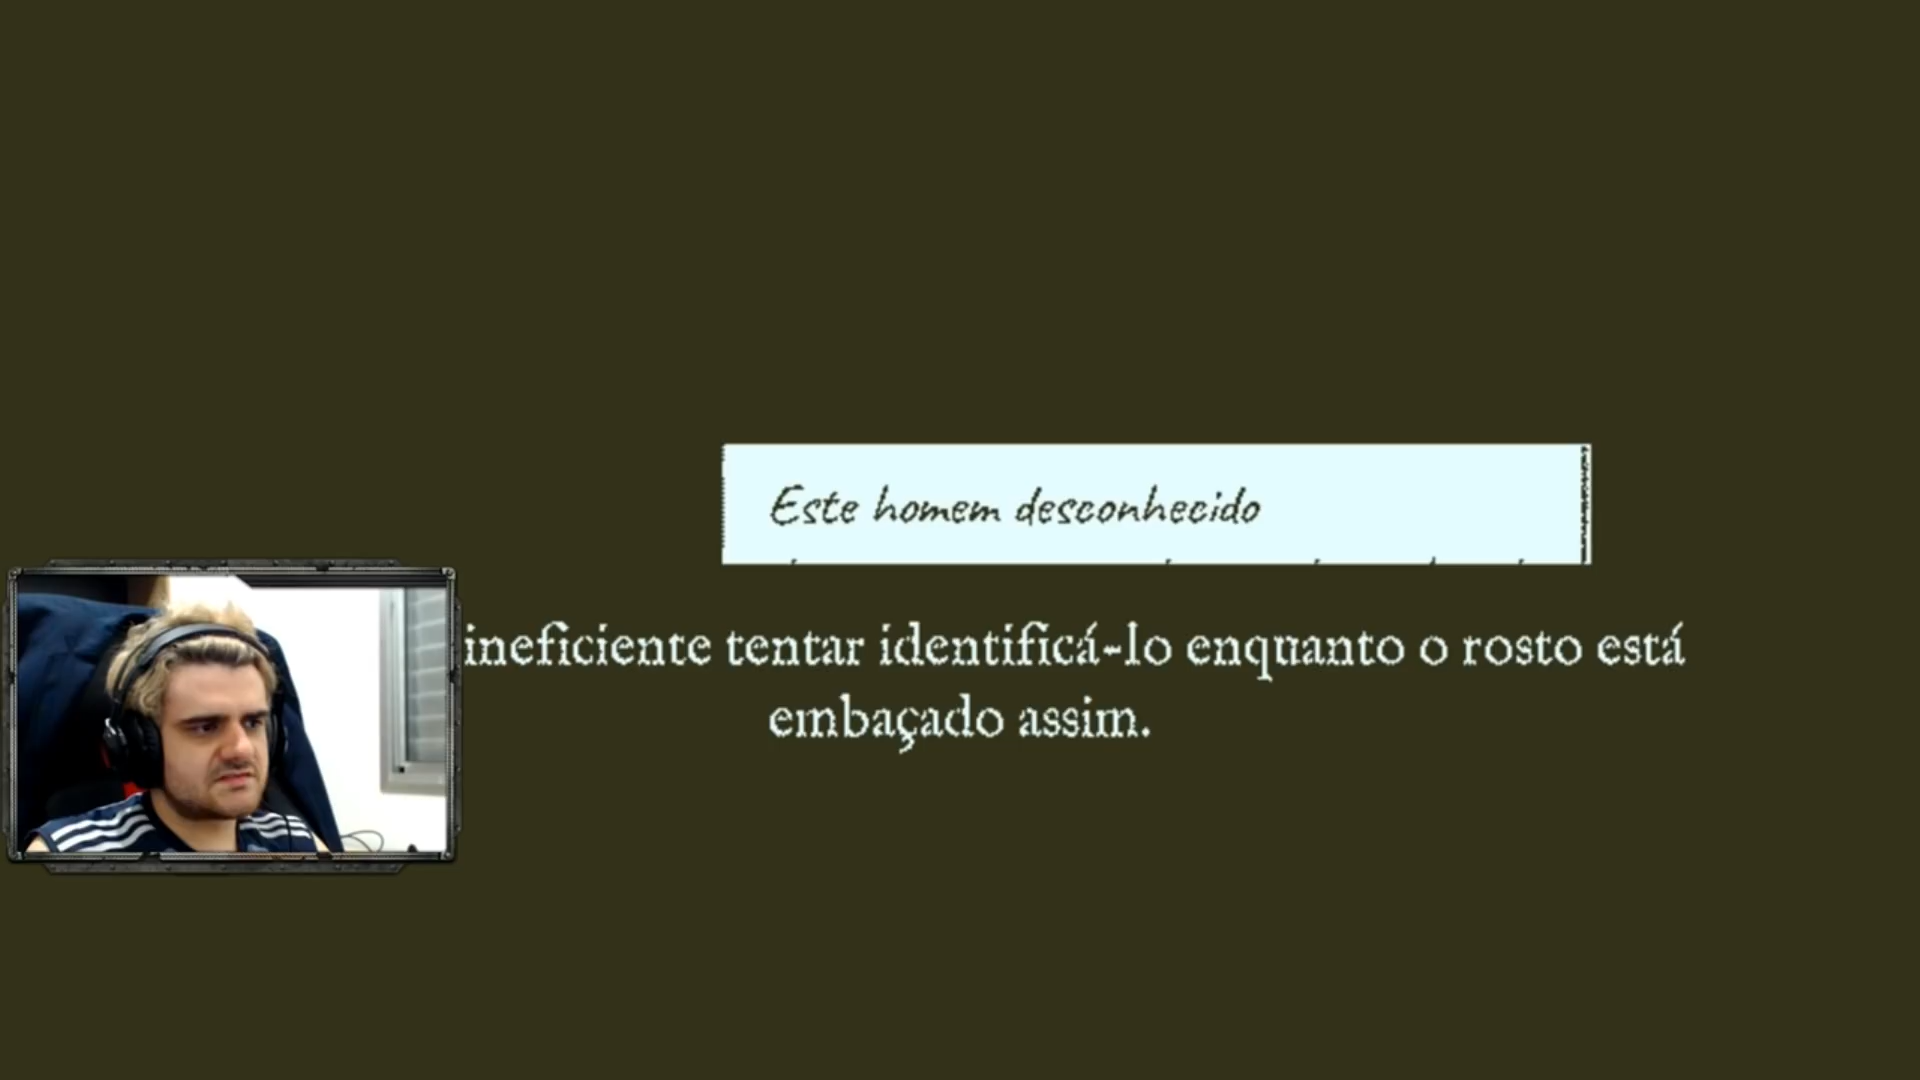 Este homem desconhecido
ineficiente tentar identificá-lo enquanto o rosto está
embaçado assim.